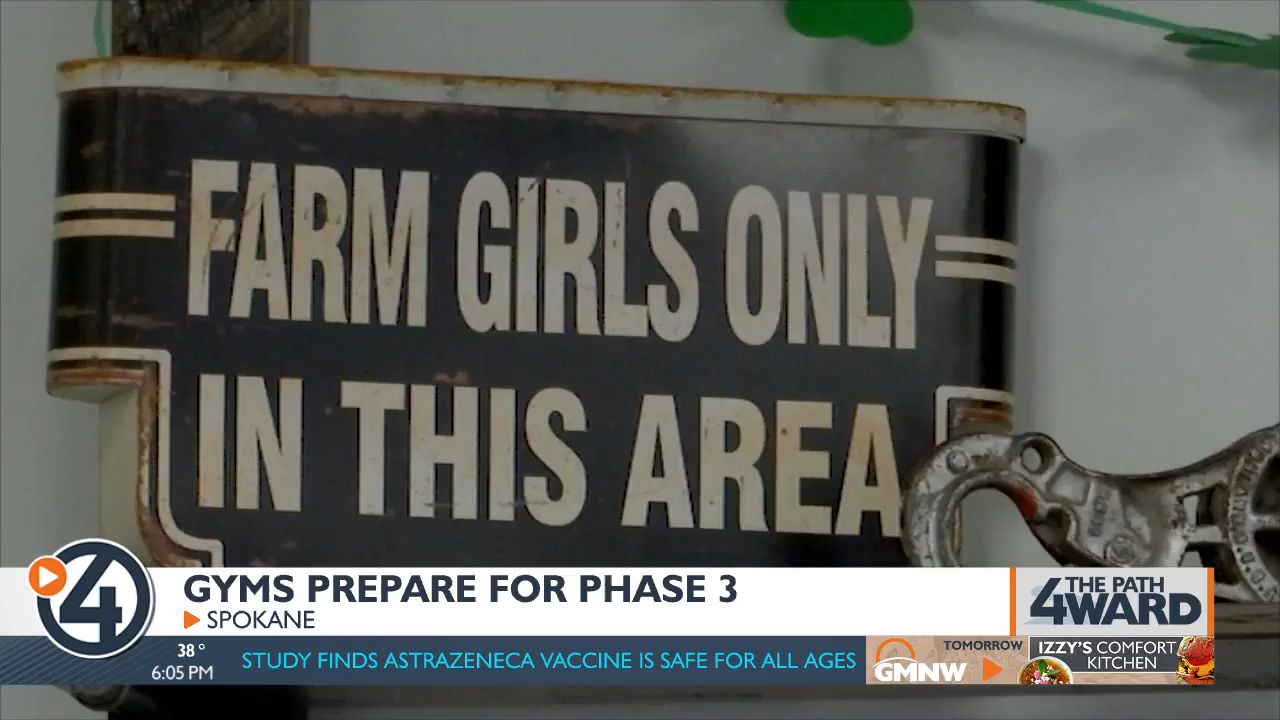 FARM GIRLS ONLY
IN THIS AREA
4
GYMS PREPARE FOR PHASE 3
SPOKANE
THE PATH
4WARD
38°
6:05 PM
STUDY FINDS ASTRAZENECA VACCINE IS SAFE FOR ALL AGES
GMNW
TOMORROW
IZZY'S COMFORT
KITCHEN